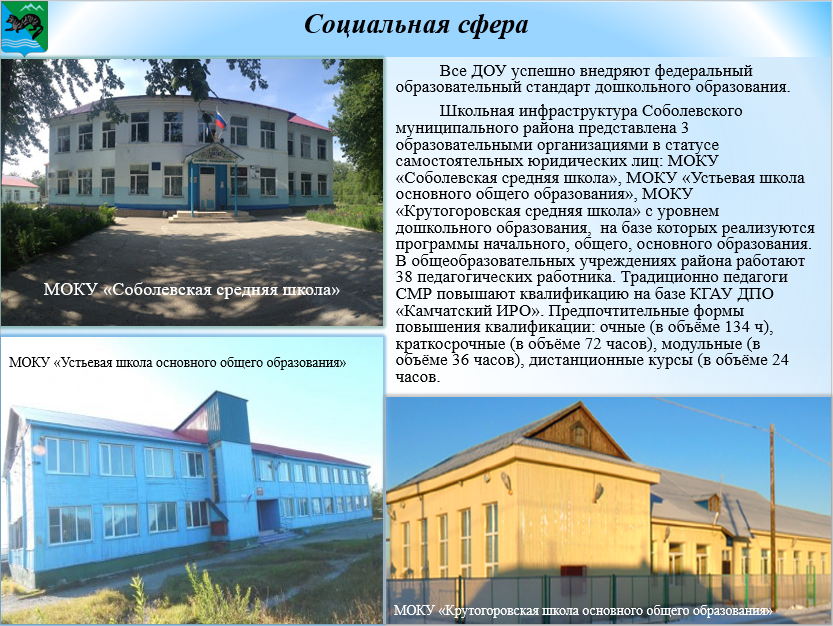 Социальная сфера
Все ДОУ успешно внедряют федеральный
образовательный стандарт дошкольного образования.
Школьная инфраструктура Соболевского
муниципального района представлена 3
образовательными организациями в статусе
самостоятельных юридических лиц: МОКУ
«Соболевская средняя школа», МОКУ «Устьевая школа
основного общего образования», МОКУ
«Крутогоровская средняя школа» с уровнем
дошкольного образования,  на базе которых реализуются
программы начального, общего, основного образования.
В общеобразовательных учреждениях района работают
38 педагогических работника. Традиционно педагоги
СМР повышают квалификацию на базе КГАУ ДПО
«Камчатский ИРО». Предпочтительные формы
повышения квалификации: очные (в объёме 134 ч),
краткосрочные (в объёме 72 часов), модульные (в
объёме 36 часов), дистанционные курсы (в объёме 24
часов.
МОКУ «Соболевская средняя школа»
МОКУ «Устьевая школа основного общего образования»
МОКУ «Крутогоровская школа основного общего образования»